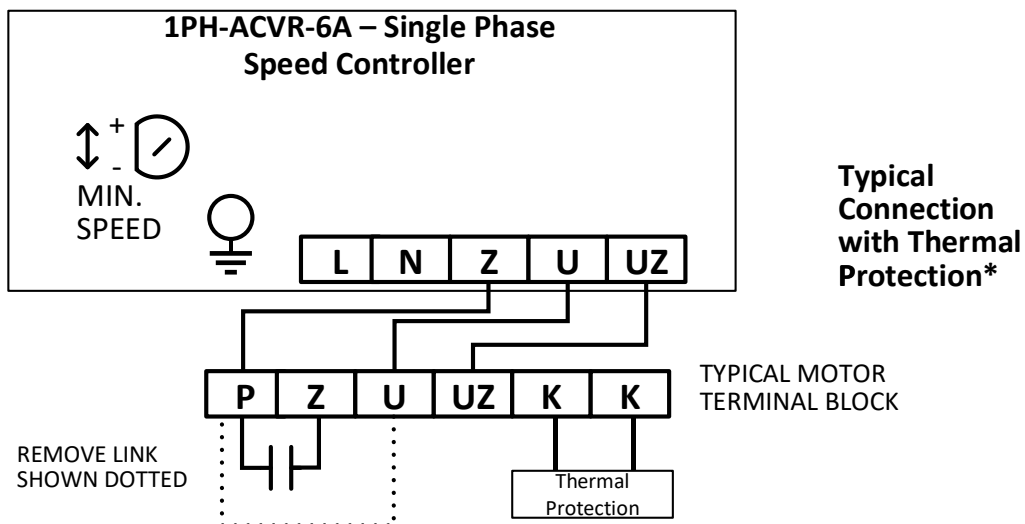 1PH-ACVR-6A – Single Phase
Speed Controller
+
-
MIN.
SPEED
L N Z U UZ
Typical
Connection
with Thermal
Protection*
P Z U UZ K K
TYPICAL MOTOR
TERMINAL BLOCK
REMOVE LINK
SHOWN DOTTED
Thermal
Protection